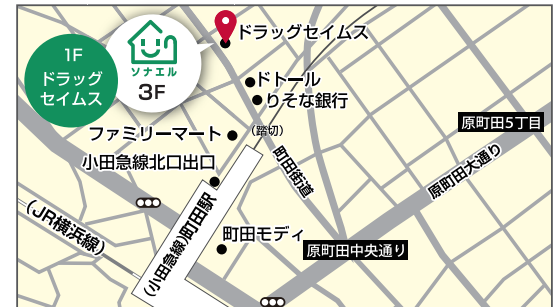 1F
ドラッグ
セイムス
ソナエル
3F
ドラッグセイムス
ドトール
りそな銀行
ファミリーマート
(踏切)
原町田5丁目
小田急線北口出口
町田街道
原町田大通り
(JR横浜線)
(小田急線)町田駅
町田モディ
原町田中央通り